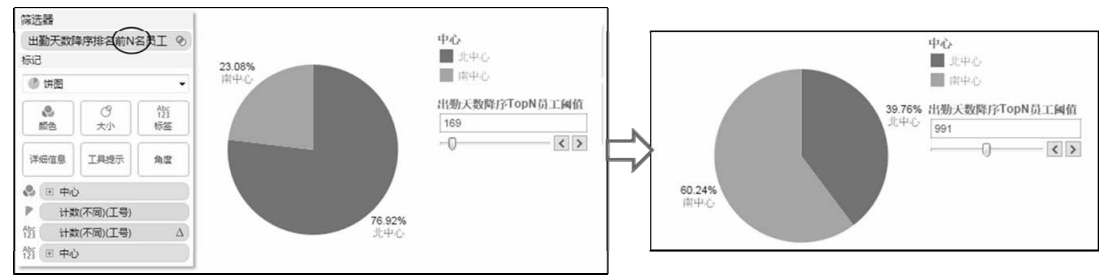 筛选器
出勤天数降序排名前N名员工
标记
饼图
颜色
大小
Abc
123
标签
详细信息
工具提示
角度
中心
计数(不同)(工号)
Abc
123
计数(不同)(工号) Δ
Abc
123
中心
23.08%
南中心
76.92%
北中心
中心
北中心
南中心
出勤天数降序TopN员工阈值
169
39.76%
北中心
60.24%
南中心
中心
北中心
南中心
出勤天数降序TopN员工阈值
991